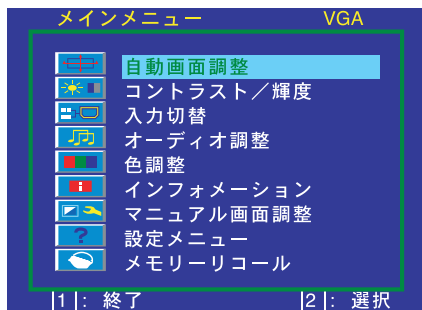 メインメニュー VGA
自動画面調整
コントラスト／輝度
入力切替
オーディオ調整
色調整
インフォメーション
マニュアル画面調整
設定メニュー
メモリーリコール
|1|: 終了 |2|: 選択